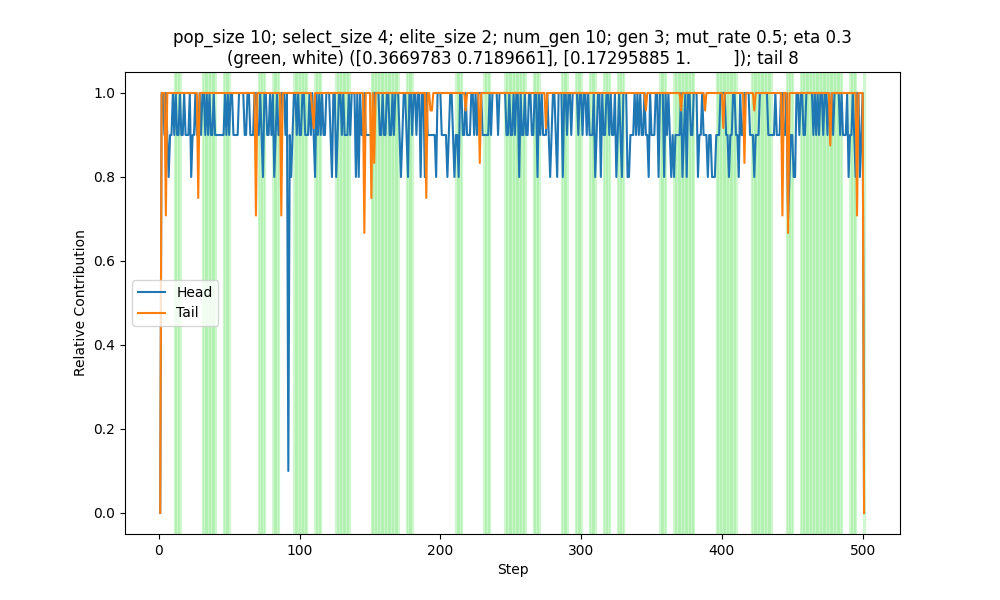 pop_size 10; select_size 4; elite_size 2; num_gen 10; gen 3; mut_rate 0.5; eta 0.3
(green, white) ([0.3669783 0.7189661], [0.17295885 1.        ]); tail 8
1.0
0.8
0.6
0.4
0.2
0.0
Relative Contribution
Head
Tail
0
100
200
300
400
500
Step